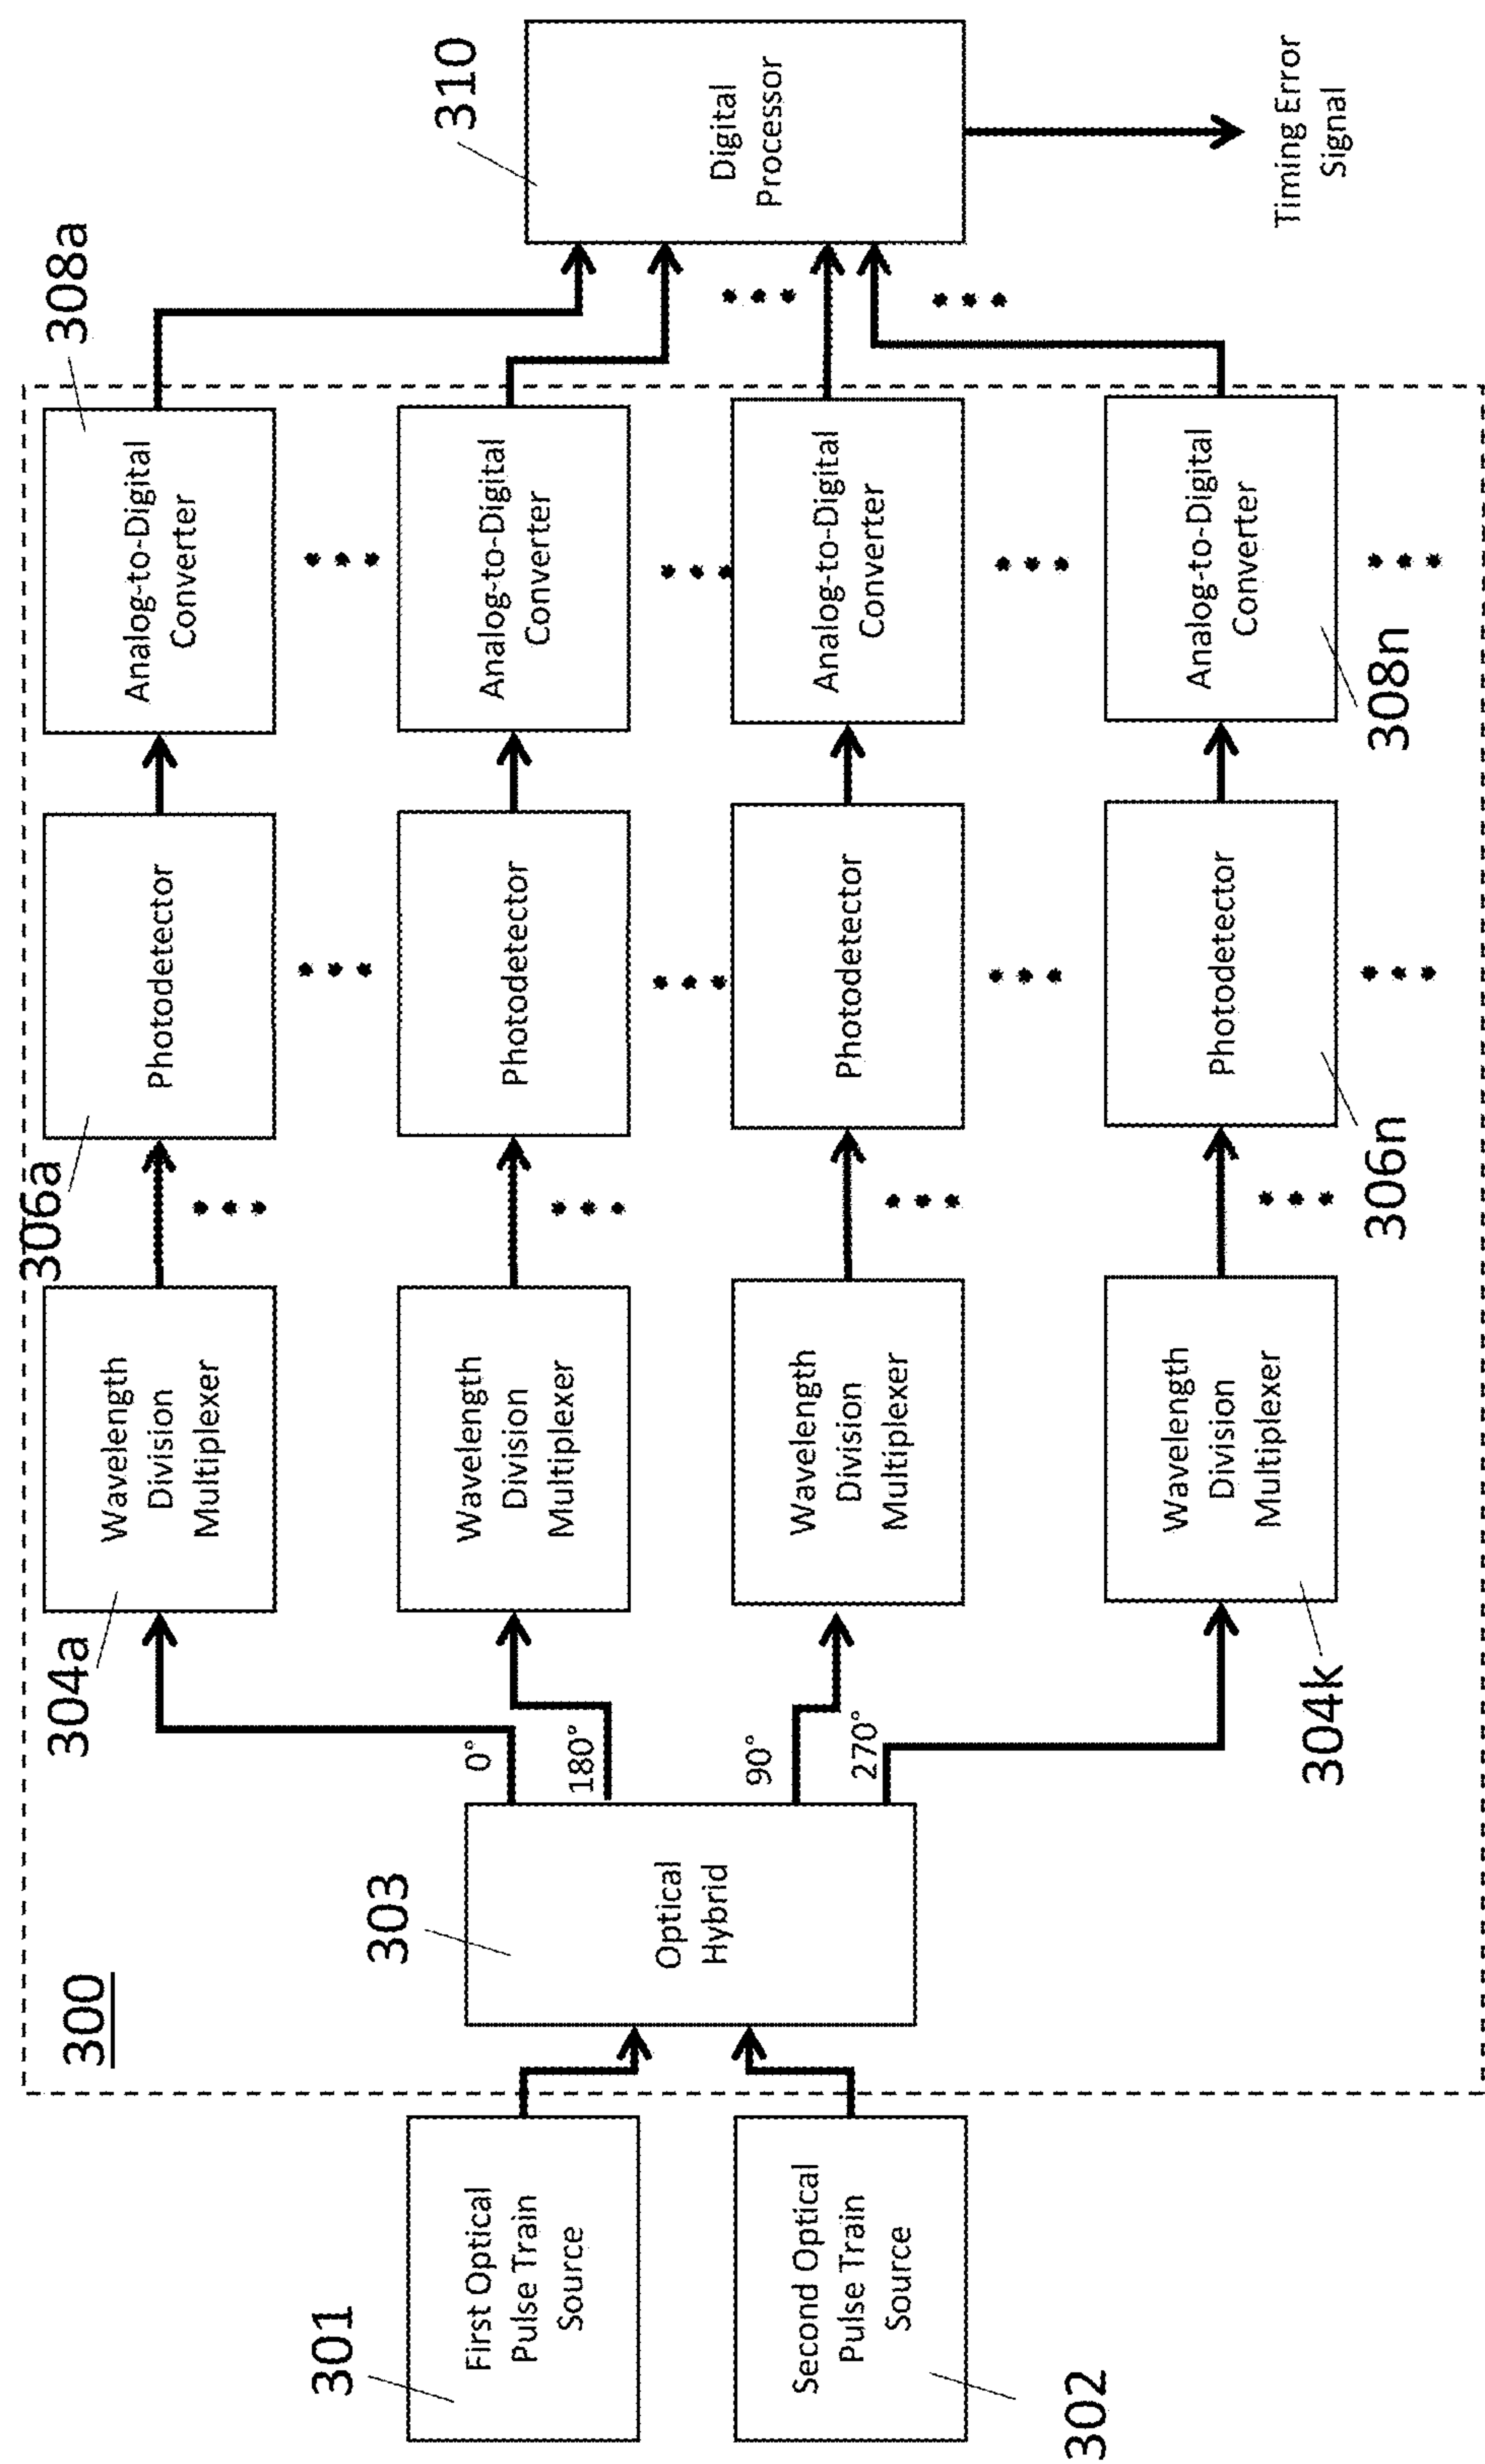 300
301
First Optical
Pulse Train
Source
302
Second Optical
Pulse Train
Source
303
Optical
Hybrid
0°
180°
90°
270°
304a
Wavelength
Division
Multiplexer
Wavelength
Division
Multiplexer
Wavelength
Division
Multiplexer
Wavelength
Division
Multiplexer
304k
306a
Photodetector
Photodetector
Photodetector
Photodetector
306n
308a
Analog-to-Digital
Converter
Analog-to-Digital
Converter
Analog-to-Digital
Converter
Analog-to-Digital
Converter
308n
310
Digital
Processor
Timing Error
Signal